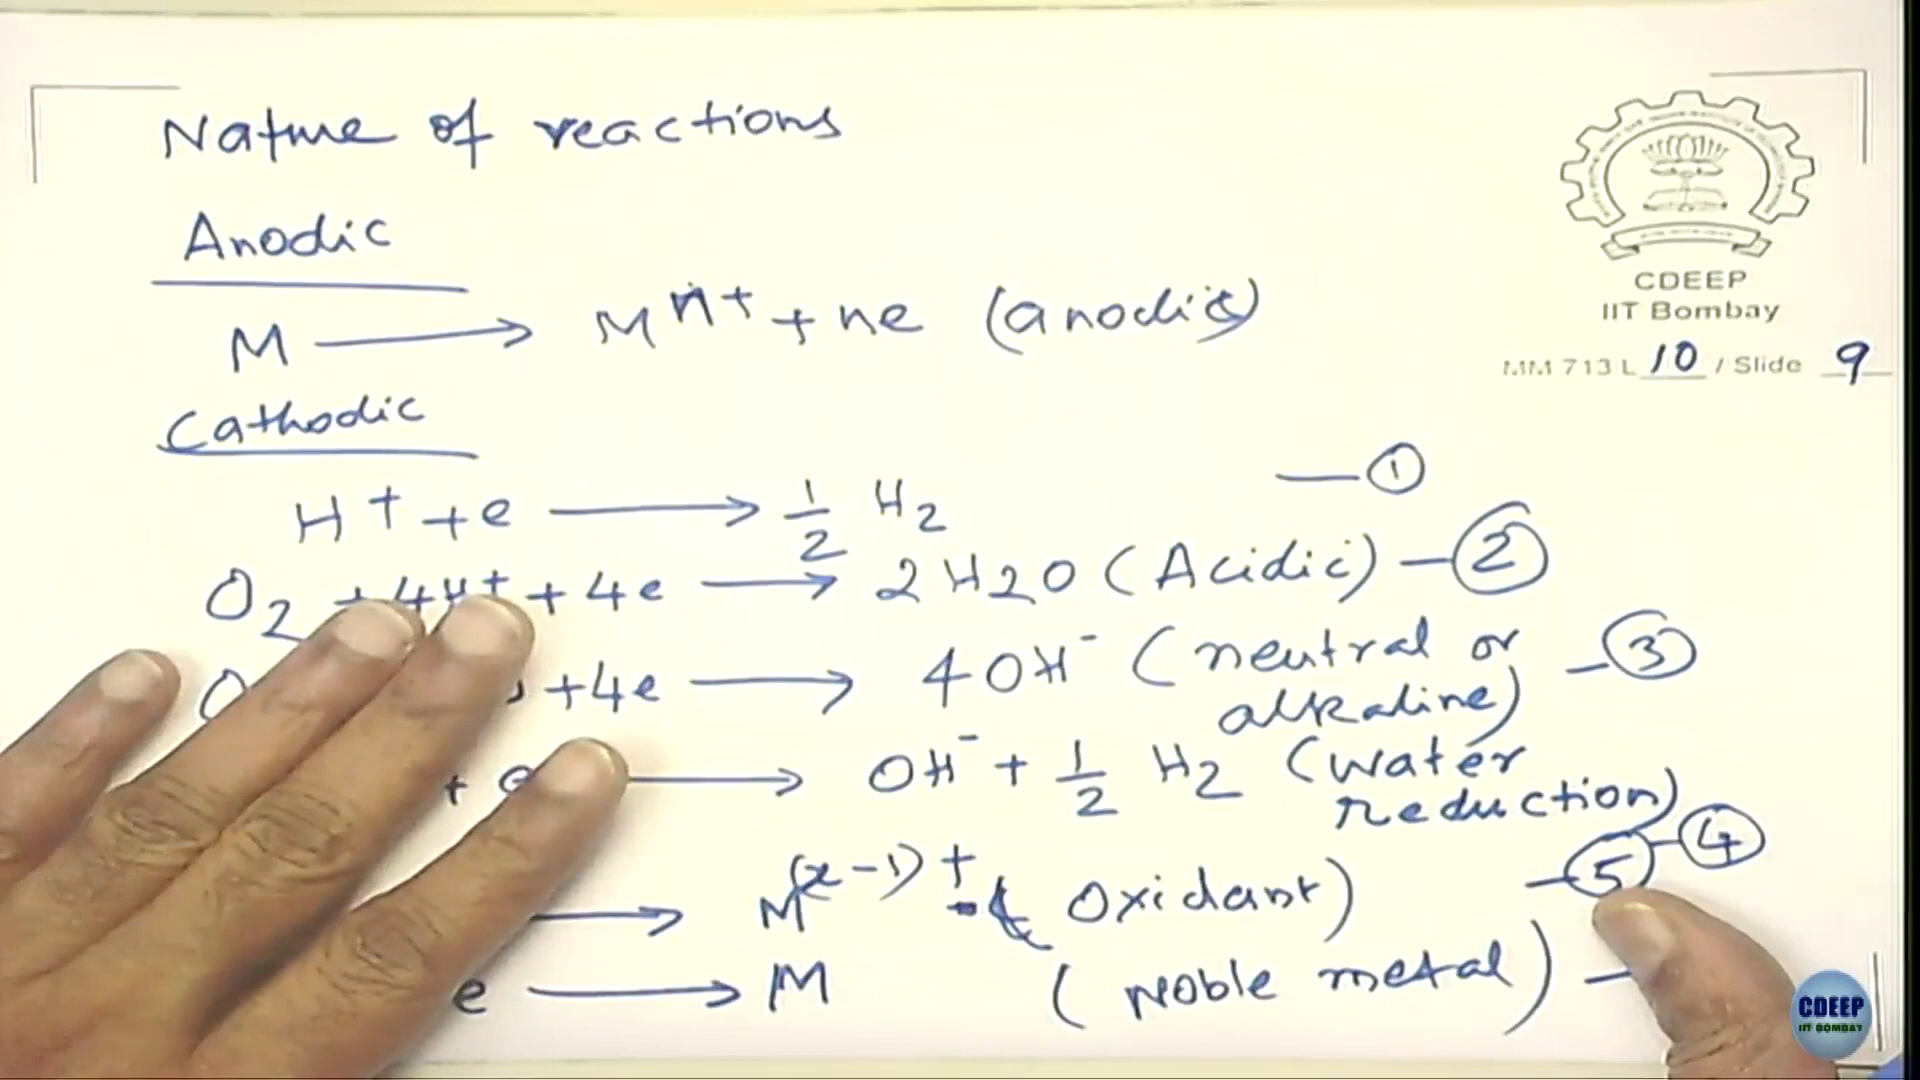 Nature of reactions
Anodic
M ⟶ Mⁿ⁺ + ne (anodic)
Cathodic
H⁺ + e ⟶ 1/2 H₂ — ①
O₂ + 4H⁺ + 4e ⟶ 2H2O (Acidic) — ②
+4e ⟶ 4OH⁻ (neutral or — ③
alkaline)
+ e ⟶ OH⁻ + 1/2 H₂ (water
reduction) — ④
⟶ M⁽ˣ⁻¹⁾⁺ (Oxidant) — ⑤
e ⟶ M (Noble metal) —
CDEEP
IIT Bombay
MM 713 L 10 / Slide 9
CDEEP
IIT BOMBAY